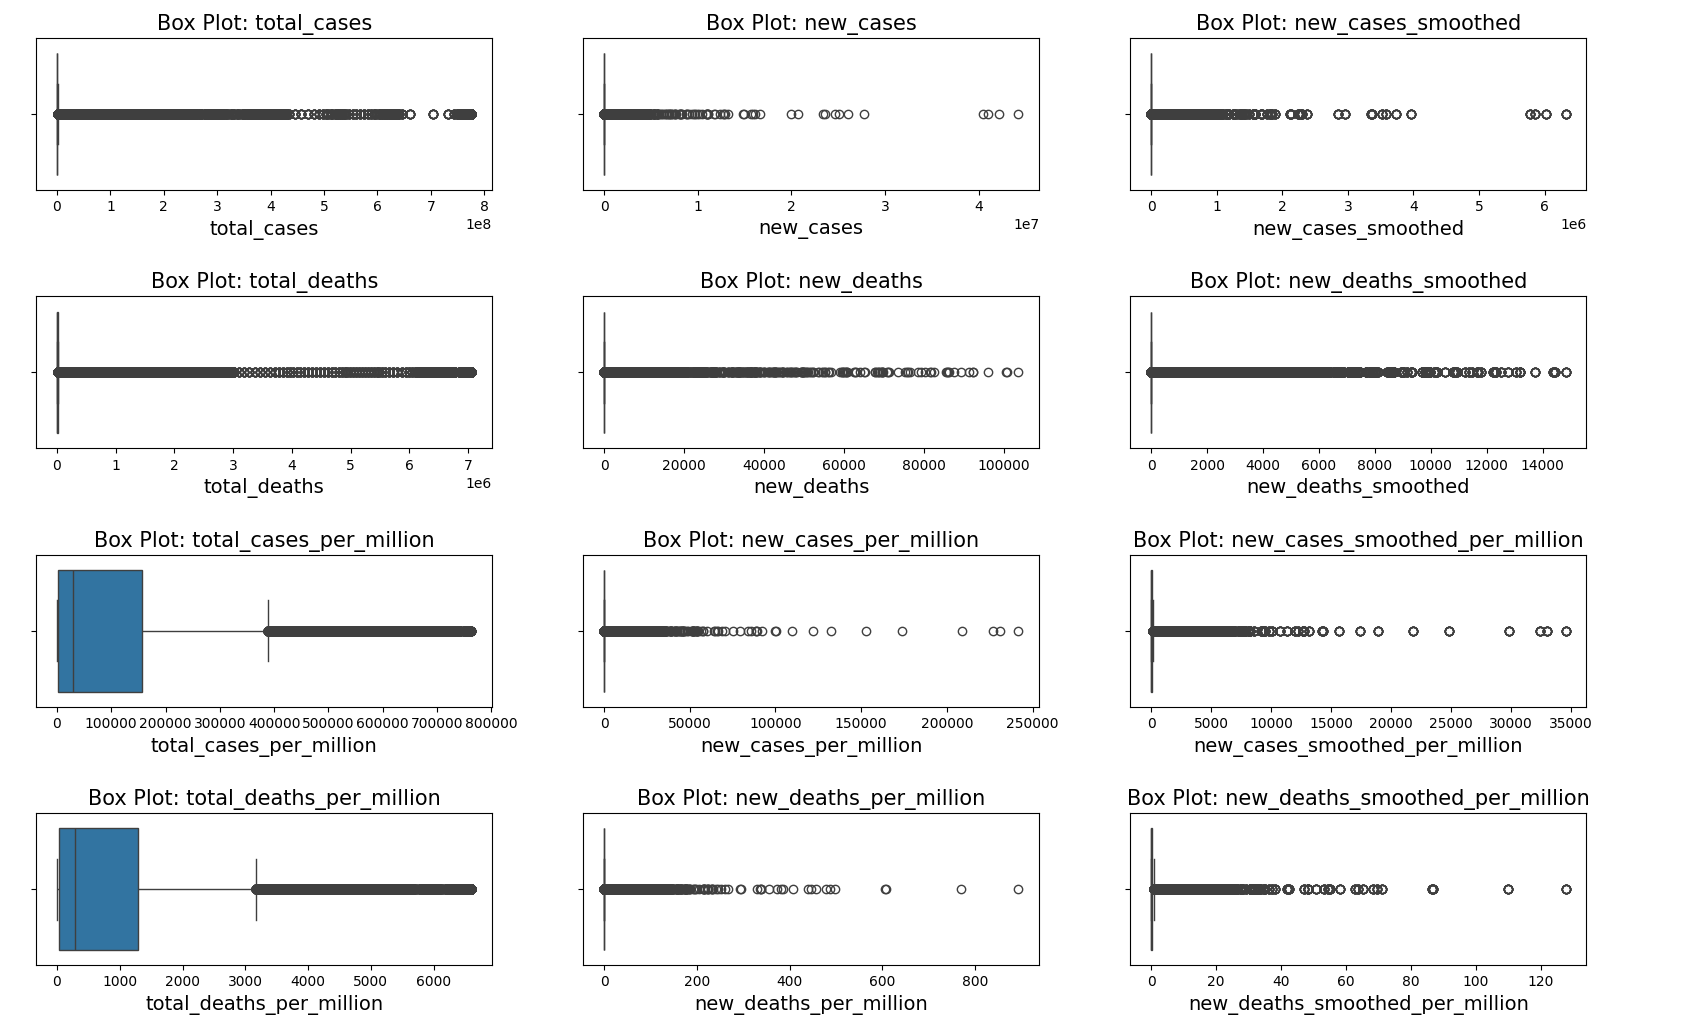 Box Plot: total_cases
Box Plot: new_cases
Box Plot: new_cases_smoothed
0 1 2 3 4 5 6 7 8
1e8
total_cases
0 1 2 3 4
1e7
new_cases
0 1 2 3 4 5 6
1e6
new_cases_smoothed
Box Plot: total_deaths
Box Plot: new_deaths
Box Plot: new_deaths_smoothed
0 1 2 3 4 5 6 7
1e6
total_deaths
0 20000 40000 60000 80000 100000
new_deaths
0 2000 4000 6000 8000 10000 12000 14000
new_deaths_smoothed
Box Plot: total_cases_per_million
Box Plot: new_cases_per_million
Box Plot: new_cases_smoothed_per_million
0 100000 200000 300000 400000 500000 600000 700000 800000
total_cases_per_million
0 50000 100000 150000 200000 250000
new_cases_per_million
0 5000 10000 15000 20000 25000 30000 35000
new_cases_smoothed_per_million
Box Plot: total_deaths_per_million
Box Plot: new_deaths_per_million
Box Plot: new_deaths_smoothed_per_million
0 1000 2000 3000 4000 5000 6000
total_deaths_per_million
0 200 400 600 800
new_deaths_per_million
0 20 40 60 80 100 120
new_deaths_smoothed_per_million